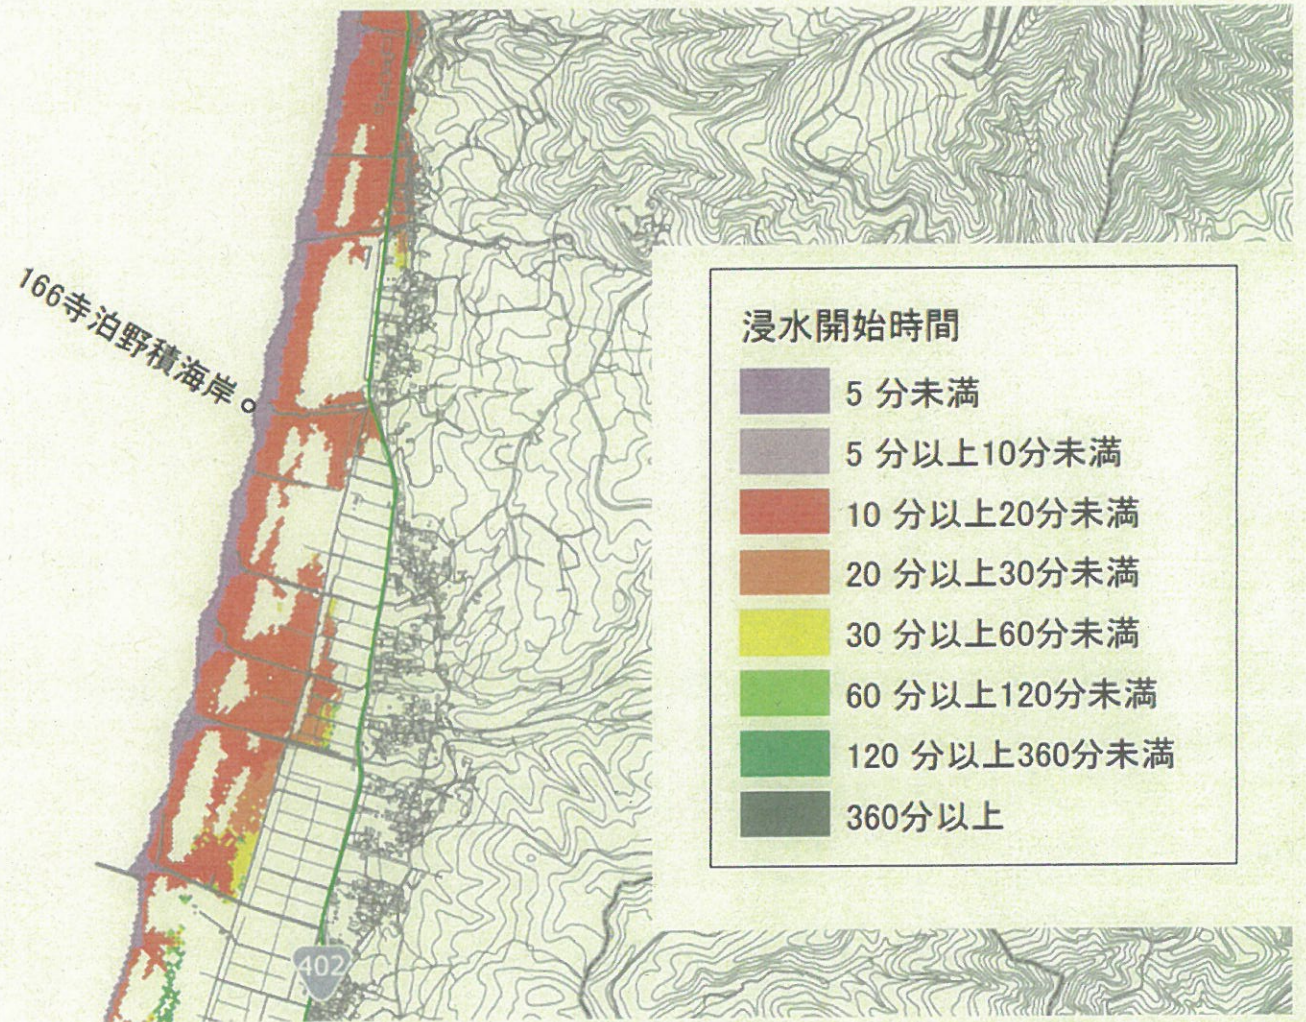 166寺泊野積海岸
浸水開始時間
5 分未満
5 分以上10分未満
10 分以上20分未満
20 分以上30分未満
30 分以上60分未満
60 分以上120分未満
120 分以上360分未満
360分以上
402